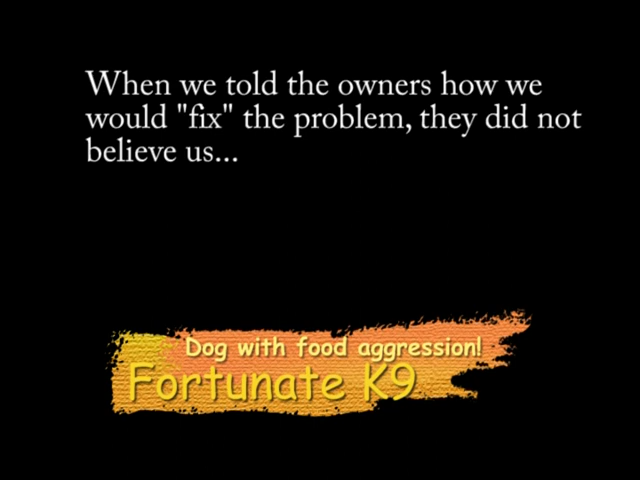 When we told the owners how we
would "fix" the problem, they did not
believe us...
Dog with food aggression!
Fortunate K9